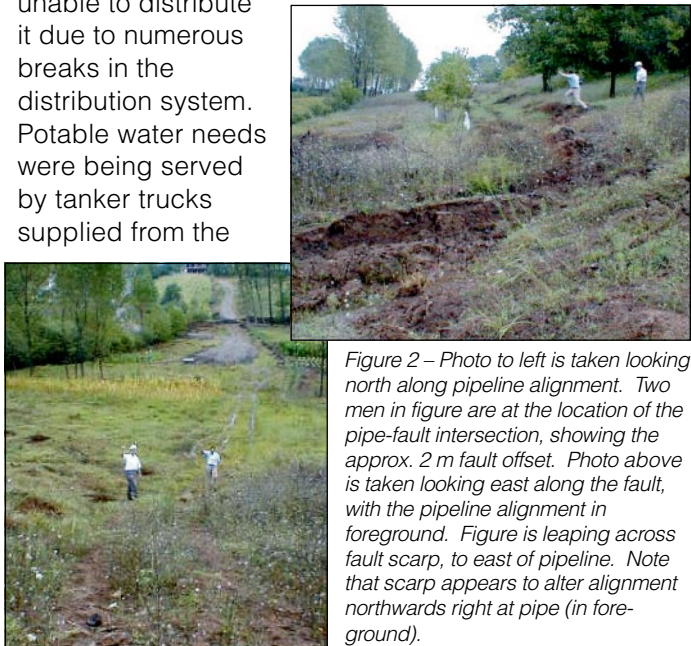 unable to distribute
it due to numerous
breaks in the
distribution system.
Potable water needs
were being served
by tanker trucks
supplied from the
Figure 2 – Photo to left is taken looking
north along pipeline alignment.  Two
men in figure are at the location of the
pipe-fault intersection, showing the
approx. 2 m fault offset.  Photo above
is taken looking east along the fault,
with the pipeline alignment in
foreground.  Figure is leaping across
fault scarp, to east of pipeline.  Note
that scarp appears to alter alignment
northwards right at pipe (in fore-
ground).